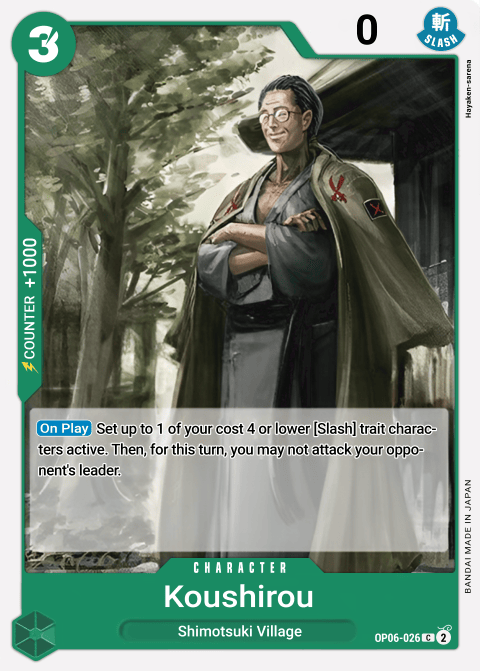 3
0
斬
SLASH
Hayaken-sarena
COUNTER +1000
On Play Set up to 1 of your cost 4 or lower [Slash] trait charac-
ters active. Then, for this turn, you may not attack your oppo-
nent's leader.
BANDAI MADE IN JAPAN
CHARACTER
Koushirou
Shimotsuki Village
OP06-026 C 2